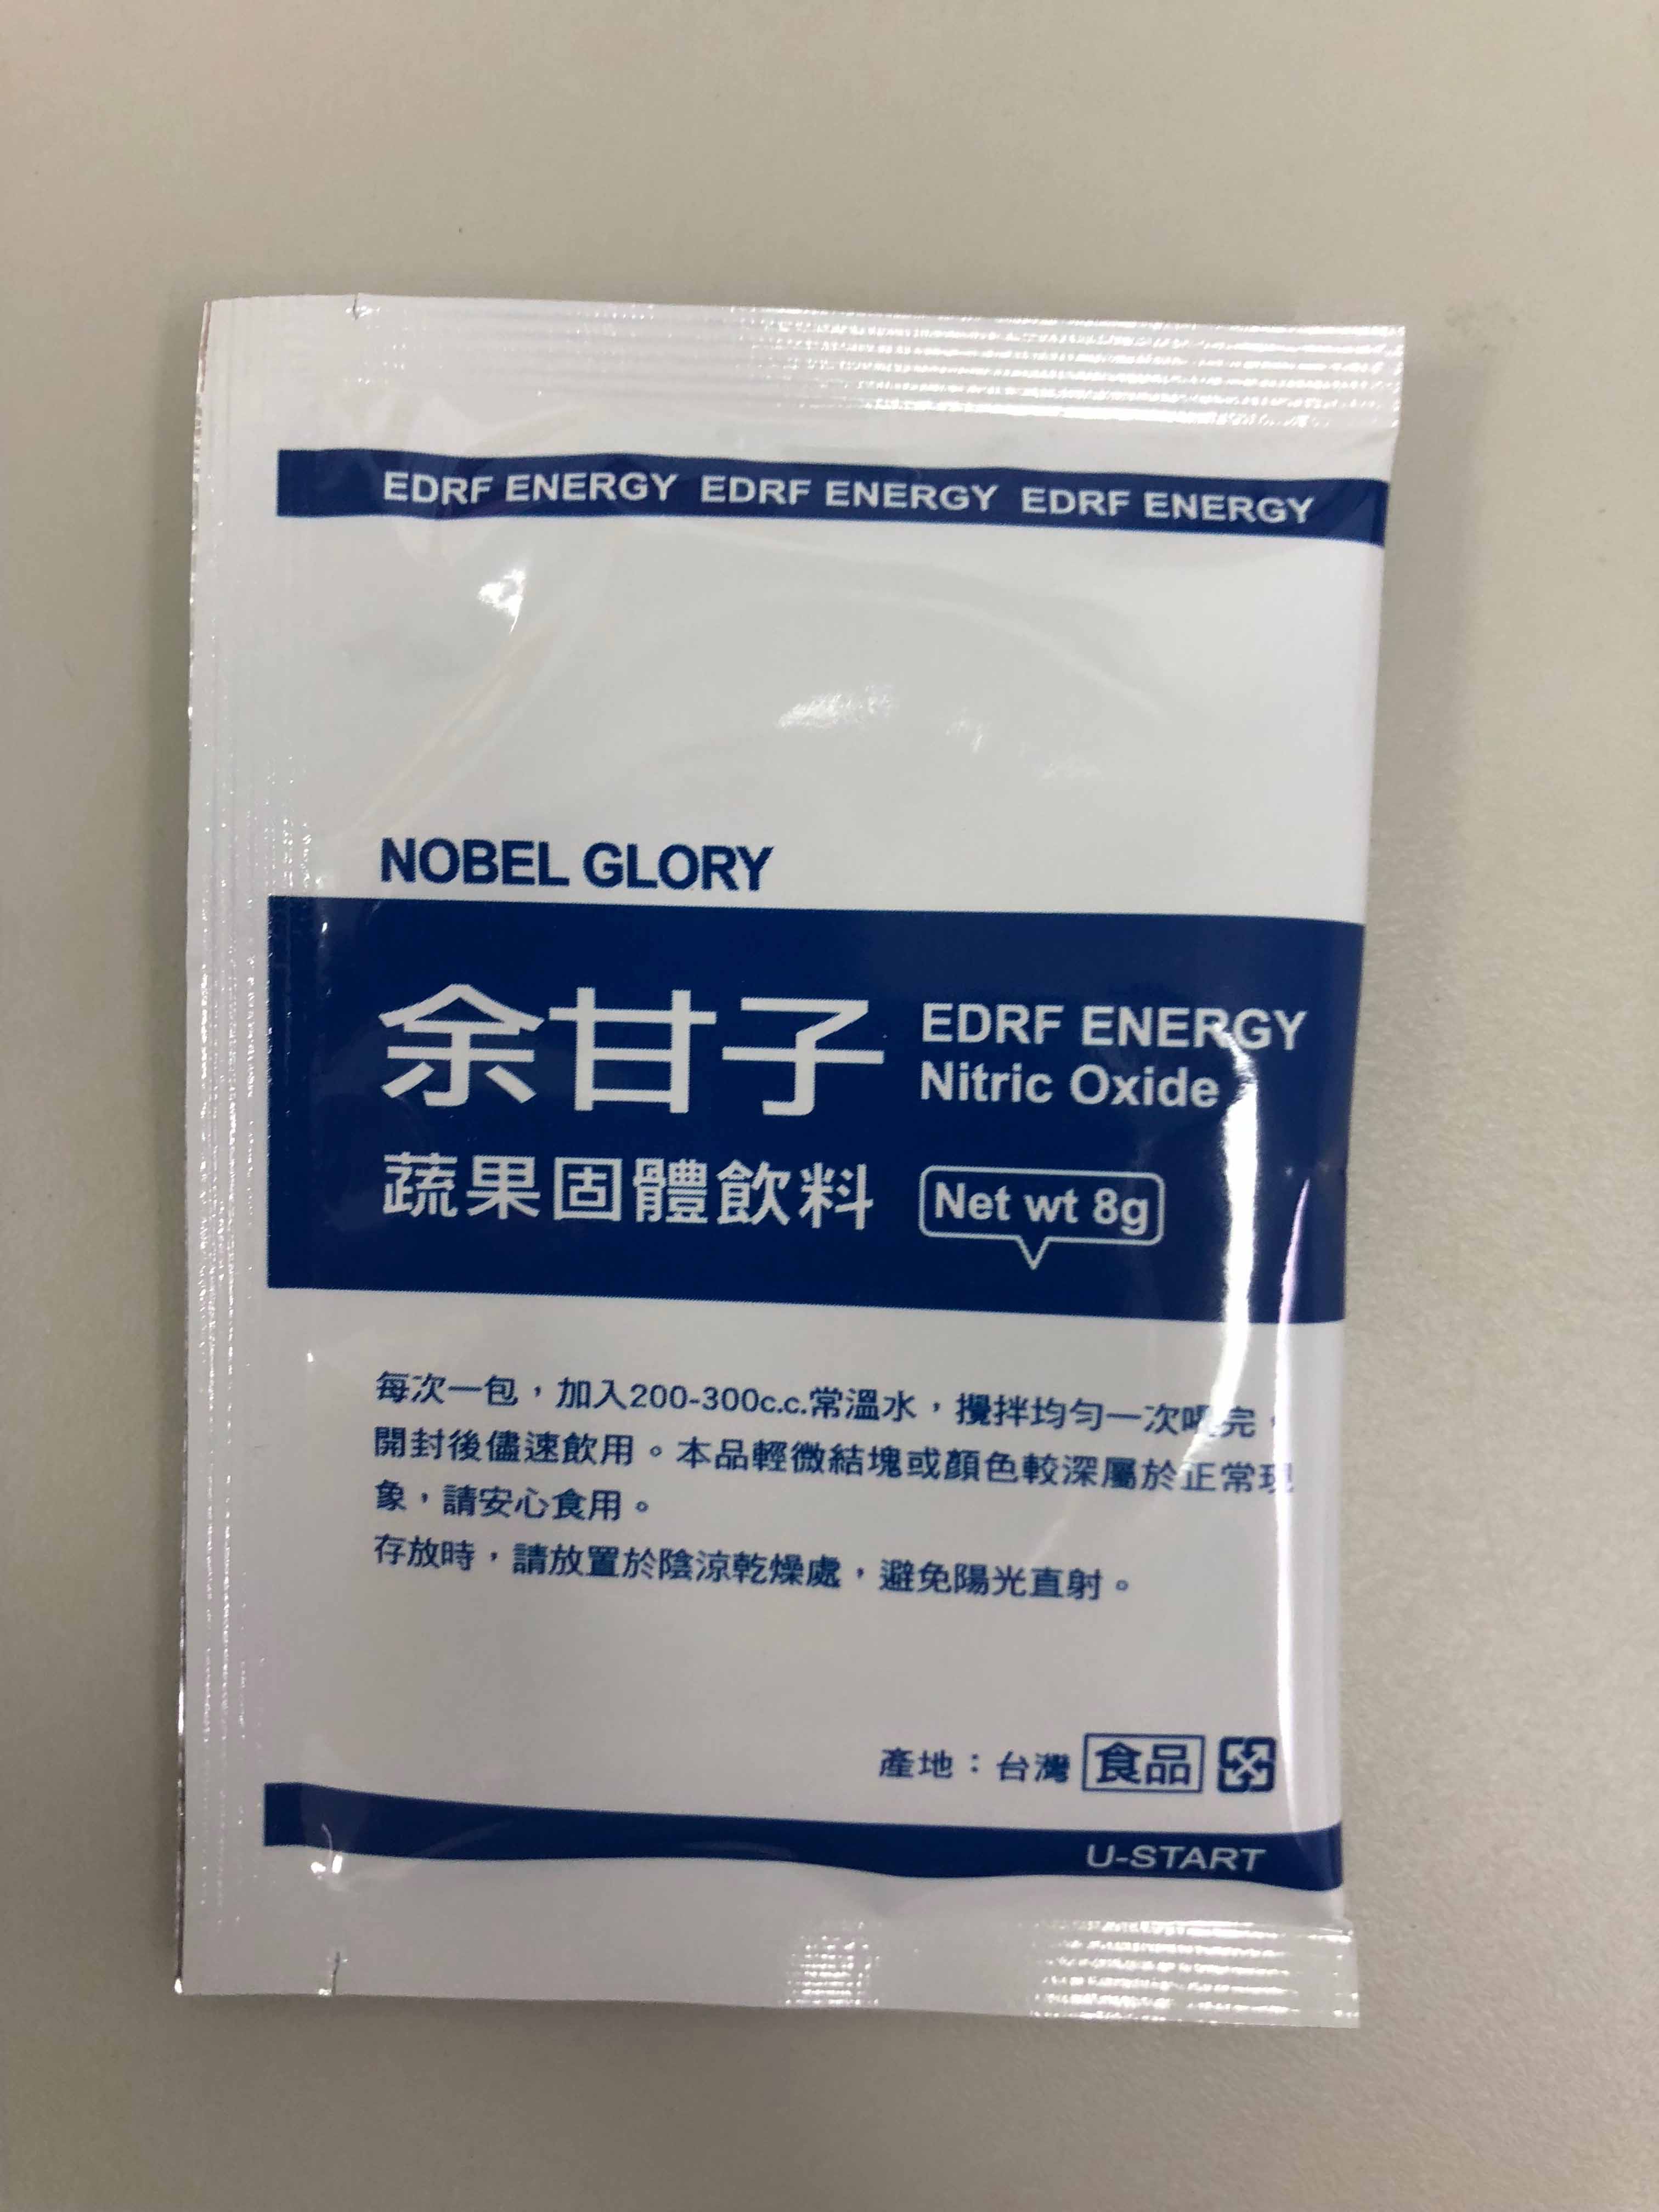 EDRF ENERGY EDRF ENERGY EDRF ENERGY
NOBEL GLORY
余甘子
EDRF ENERGY
Nitric Oxide
蔬果固體飲料
Net wt 8g
每次一包，加入200-300c.c.常溫水，攪拌均勻一次喝完，
開封後儘速飲用。本品輕微結塊或顏色較深屬於正常現
象，請安心食用。
存放時，請放置於陰涼乾燥處，避免陽光直射。
產地：台灣 食品
U-START